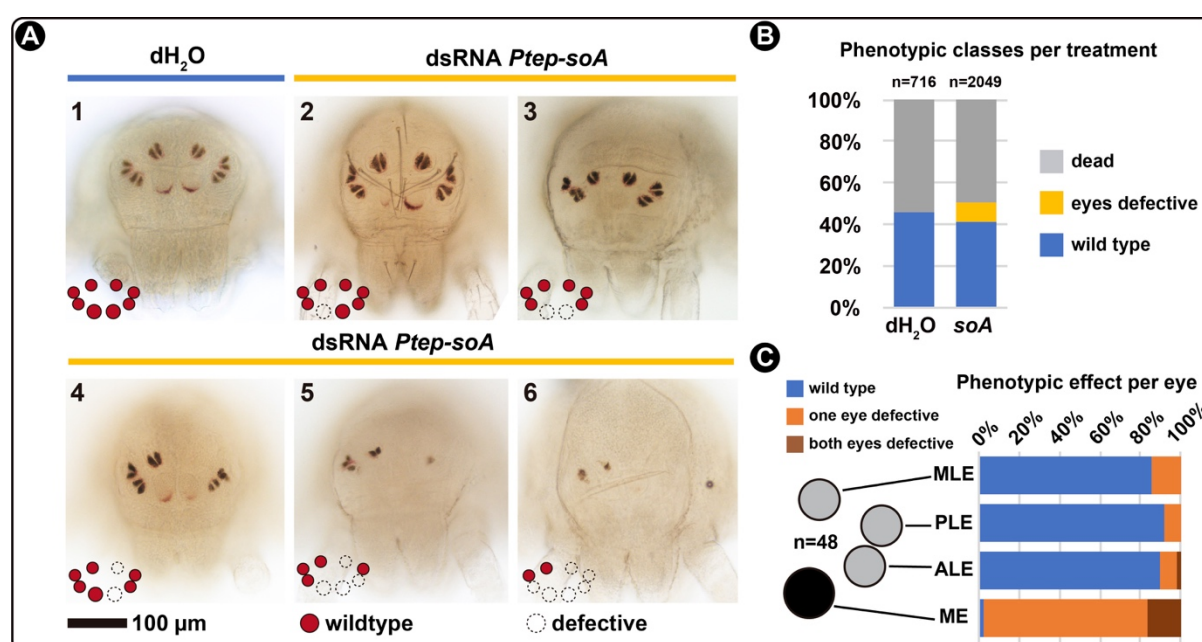 A
dH₂O
dsRNA Ptep-soA
1
2
3
dsRNA Ptep-soA
4
5
6
100 µm
wildtype
defective
B
Phenotypic classes per treatment
n=716
n=2049
100%
80%
60%
40%
20%
0%
dH₂O
soA
dead
eyes defective
wild type
C
Phenotypic effect per eye
wild type
one eye defective
both eyes defective
0%
20%
40%
60%
80%
100%
MLE
PLE
n=48
ALE
ME